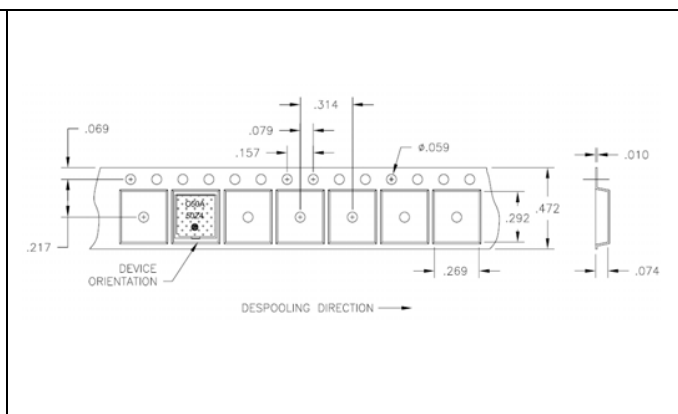 .314
.069
.079
.157
ø.059
.010
.472
.292
.217
DEVICE
ORIENTATION
.269
.074
DESPOOLING DIRECTION